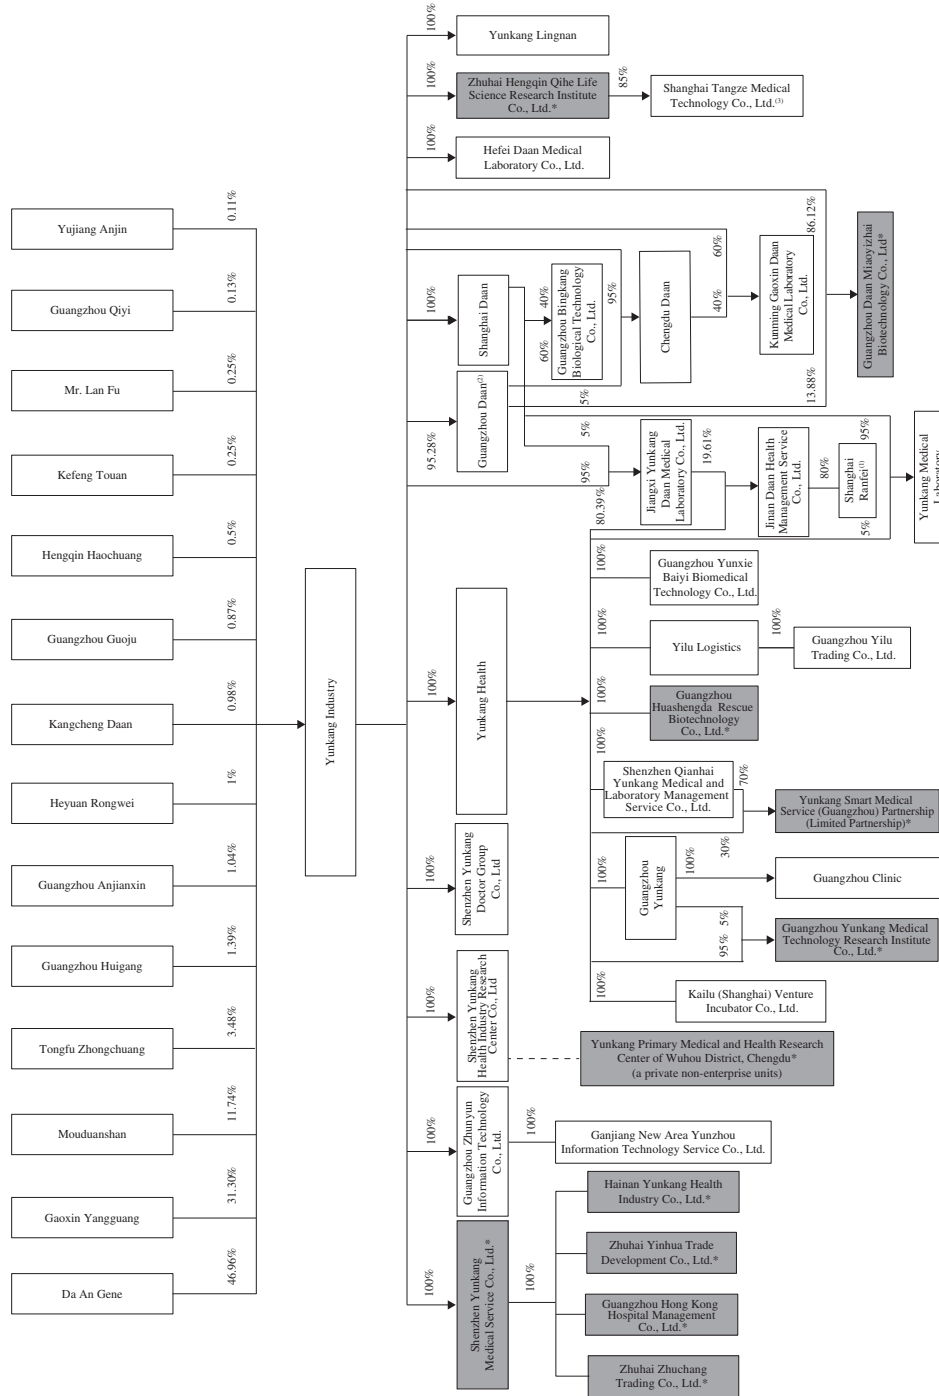 Yujiang Anjin
0.11%
Guangzhou Qiyi
0.13%
Mr. Lan Fu
0.25%
Kefeng Touan
0.25%
Hengqin Haochuang
0.5%
Guangzhou Guoju
0.87%
Kangcheng Daan
0.98%
Heyuan Rongwei
1%
Guangzhou Anjianxin
1.04%
Guangzhou Huigang
1.39%
Tongfu Zhongchuang
3.48%
Mouduanshan
11.74%
Gaoxin Yangguang
31.30%
Da An Gene
46.96%
Yunkang Industry
100%
Yunkang Lingnan
100%
Zhuhai Hengqin Qihe Life
Science Research Institute
Co., Ltd.*
85%
Shanghai Tangze Medical
Technology Co., Ltd.(3)
100%
Hefei Daan Medical
Laboratory Co., Ltd.
100%
Shanghai Daan
40%
60%
Guangzhou Bingkang
Biological Technology
Co., Ltd.
95%
5%
Chengdu Daan
40%
60%
Kunming Gaoxin Daan
Medical Laboratory
Co., Ltd.
86.12%
13.88%
Guangzhou Daan Miaoyizhai
Biotechnology Co., Ltd*
95.28%
Guangzhou Daan(2)
5%
95%
Jiangxi Yunkang
Daan Medical
Laboratory Co., Ltd.
19.61%
80.39%
Jinan Daan Health
Management Service
Co., Ltd.
80%
Shanghai
Ranfei(1)
95%
5%
Yunkang Medical
Laboratory
100%
Yunkang Health
100%
Guangzhou Yunxie
Baiyi Biomedical
Technology Co., Ltd.
100%
Yilu Logistics
100%
Guangzhou Yilu
Trading Co., Ltd.
100%
Guangzhou
Huashengda Rescue
Biotechnology
Co., Ltd.*
100%
Shenzhen Qianhai
Yunkang Medical and
Laboratory Management
Service Co., Ltd.
70%
30%
Yunkang Smart Medical
Service (Guangzhou) Partnership
(Limited Partnership)*
100%
Guangzhou
Yunkang
100%
Guangzhou Clinic
5%
95%
Guangzhou Yunkang Medical
Technology Research Institute
Co., Ltd.*
100%
Kailu (Shanghai) Venture
Incubator Co., Ltd.
100%
Shenzhen Yunkang
Doctor Group
Co., Ltd
100%
Shenzhen Yunkang
Health Industry Research
Center Co., Ltd
Yunkang Primary Medical and Health Research
Center of Wuhou District, Chengdu*
(a private non-enterprise units)
100%
Guangzhou Zhunyun
Information Technology
Co., Ltd.
100%
Ganjiang New Area Yunzhou
Information Technology Service Co., Ltd.
100%
Shenzhen Yunkang
Medical Service Co., Ltd.*
100%
Hainan Yunkang Health
Industry Co., Ltd.*
Zhuhai Yinhua Trade
Development Co., Ltd.*
Guangzhou Hong Kong
Hospital Management
Co., Ltd.*
Zhuhai Zhuchang
Trading Co., Ltd.*